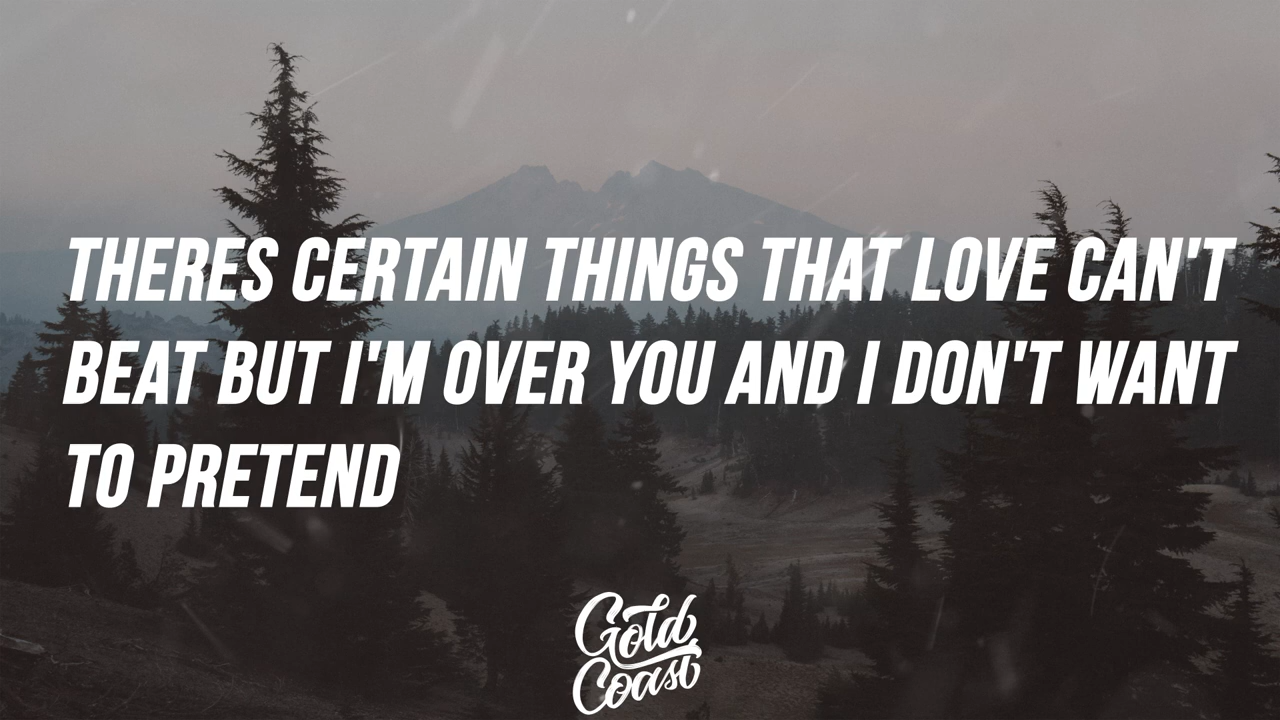 THERES CERTAIN THINGS THAT LOVE CAN'T
BEAT BUT I'M OVER YOU AND I DON'T WANT
TO PRETEND
Gold
Coast